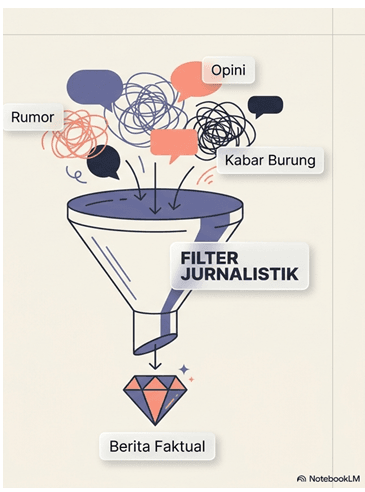 Opini
Rumor
Kabar Burung
FILTER
JURNALISTIK
Berita Faktual
NotebookLM